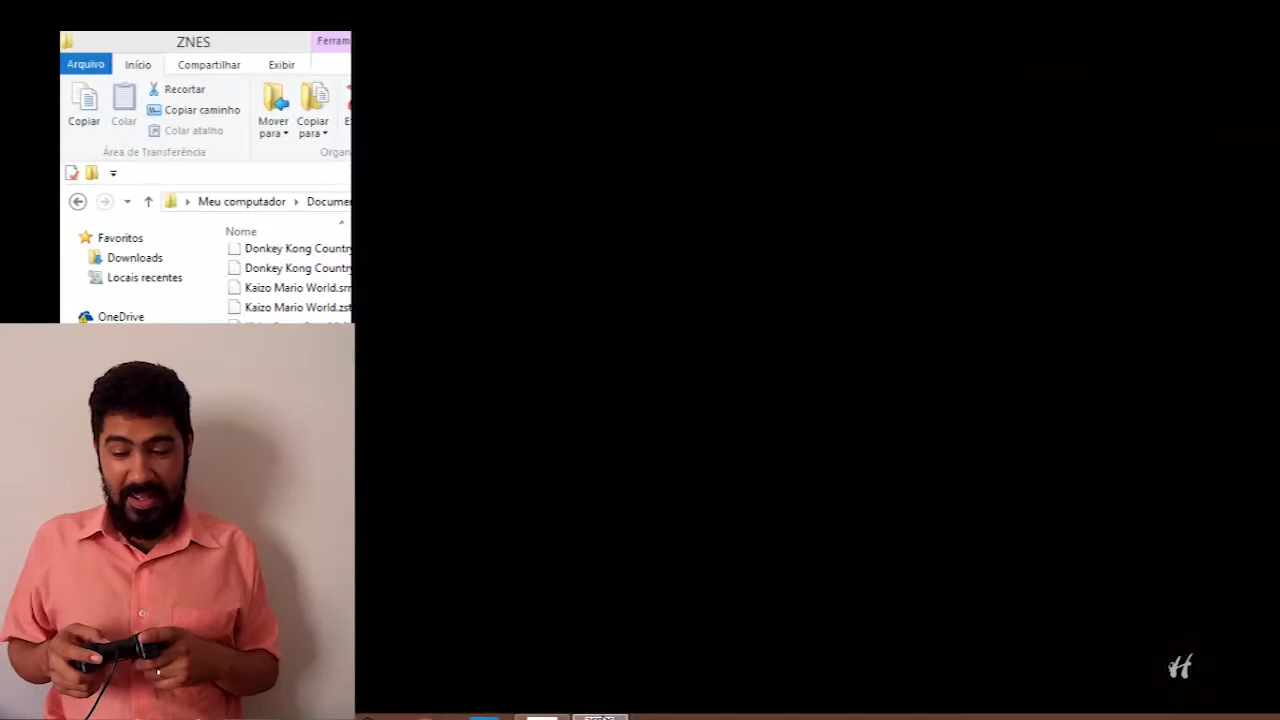 ZNES
Ferram
Arquivo Início Compartilhar Exibir
Copiar
Colar
Recortar
Copiar caminho
Colar atalho
Mover para
Copiar para
Área de Transferência
Organi
Meu computador Docume
Nome
Favoritos
Downloads
Locais recentes
OneDrive
Donkey Kong Country
Donkey Kong Country
Kaizo Mario World.srm
Kaizo Mario World.zst
H